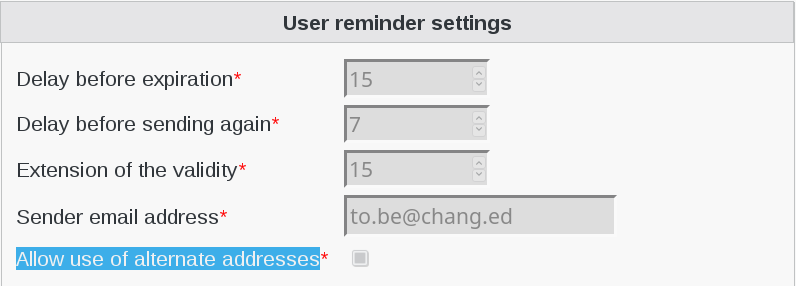 User reminder settings
Delay before expiration* 15
Delay before sending again* 7
Extension of the validity* 15
Sender email address* to.be@chang.ed
Allow use of alternate addresses*